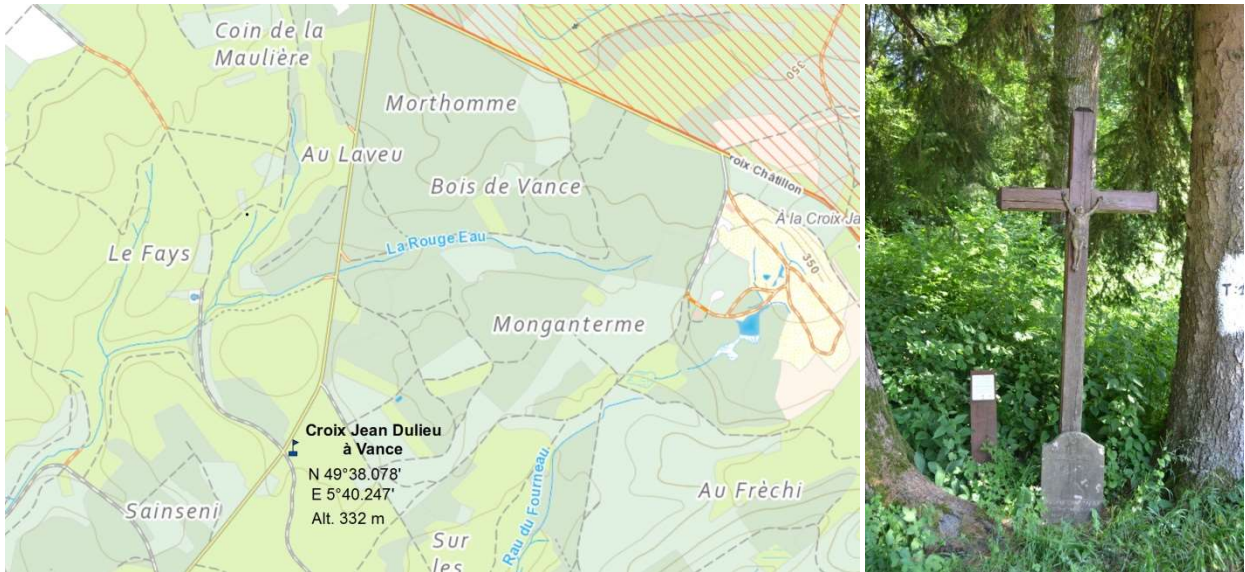 Coin de la
Maulière
Morthomme
350
Au Laveu
roix Châtillon
Bois de Vance
À la Croix Ja
La Rouge Eau
Le Fays
350
Monganterme
Croix Jean Dulieu
à Vance
N 49°38.078'
E 5°40.247'
Alt. 332 m
Au Frèchi
Sainseni
Rau du Fourneau
Sur
les